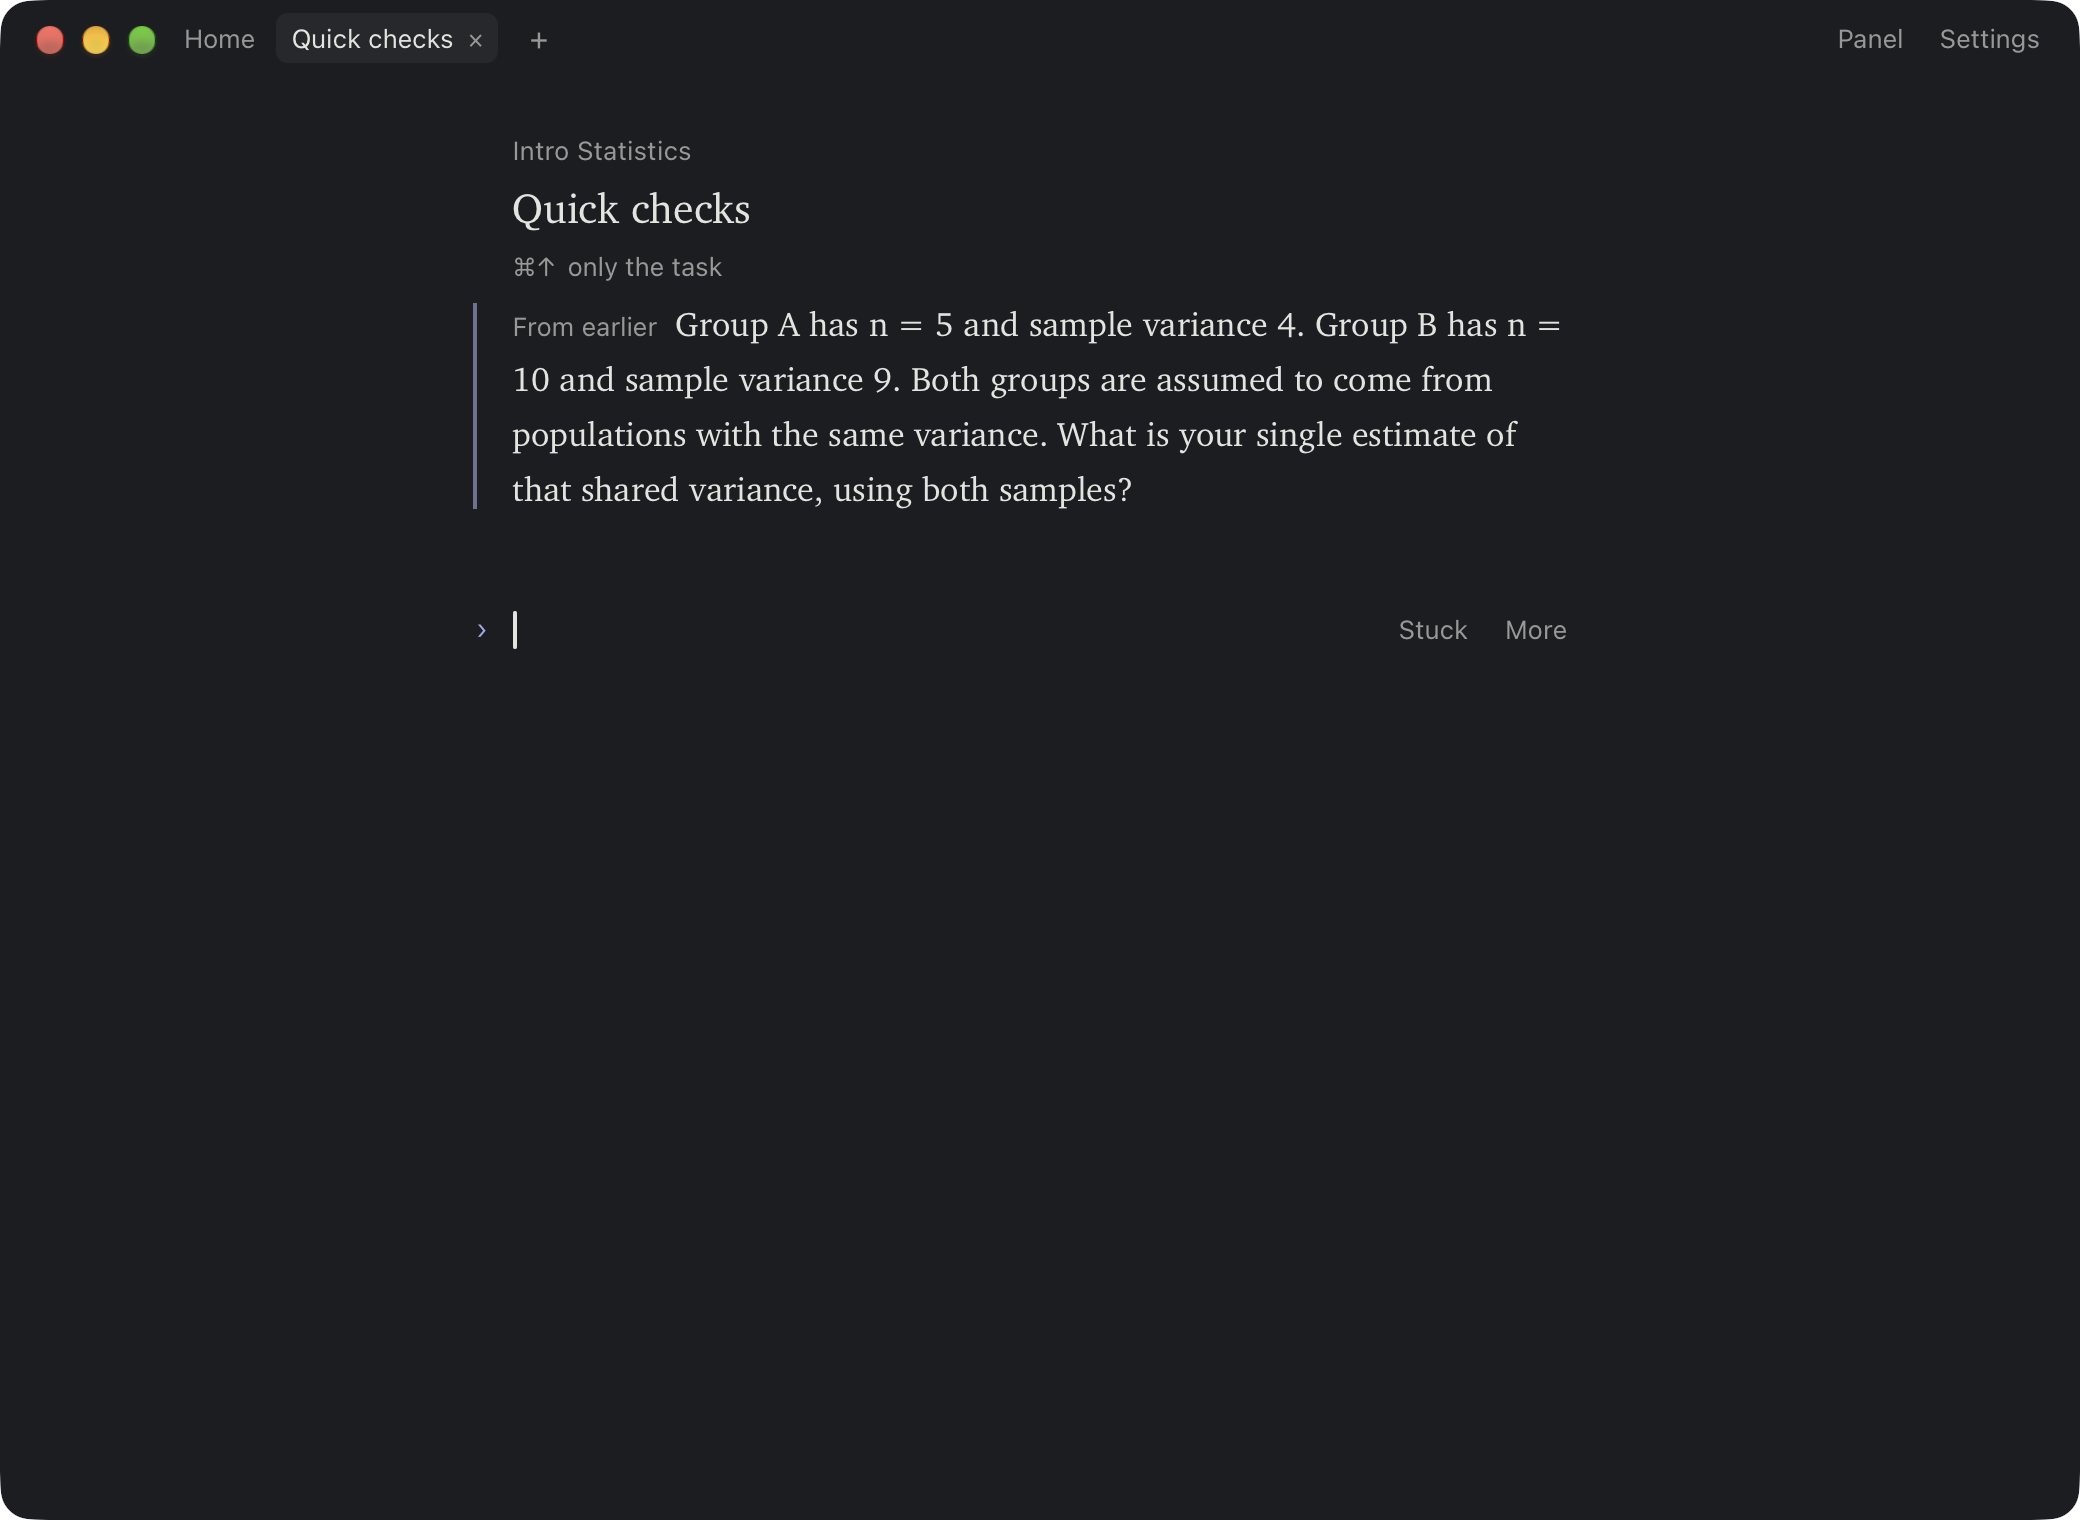 Home Quick checks × + Panel Settings
Intro Statistics
Quick checks
⌘↑ only the task
From earlier Group A has n = 5 and sample variance 4. Group B has n =
10 and sample variance 9. Both groups are assumed to come from
populations with the same variance. What is your single estimate of
that shared variance, using both samples?
› Stuck More